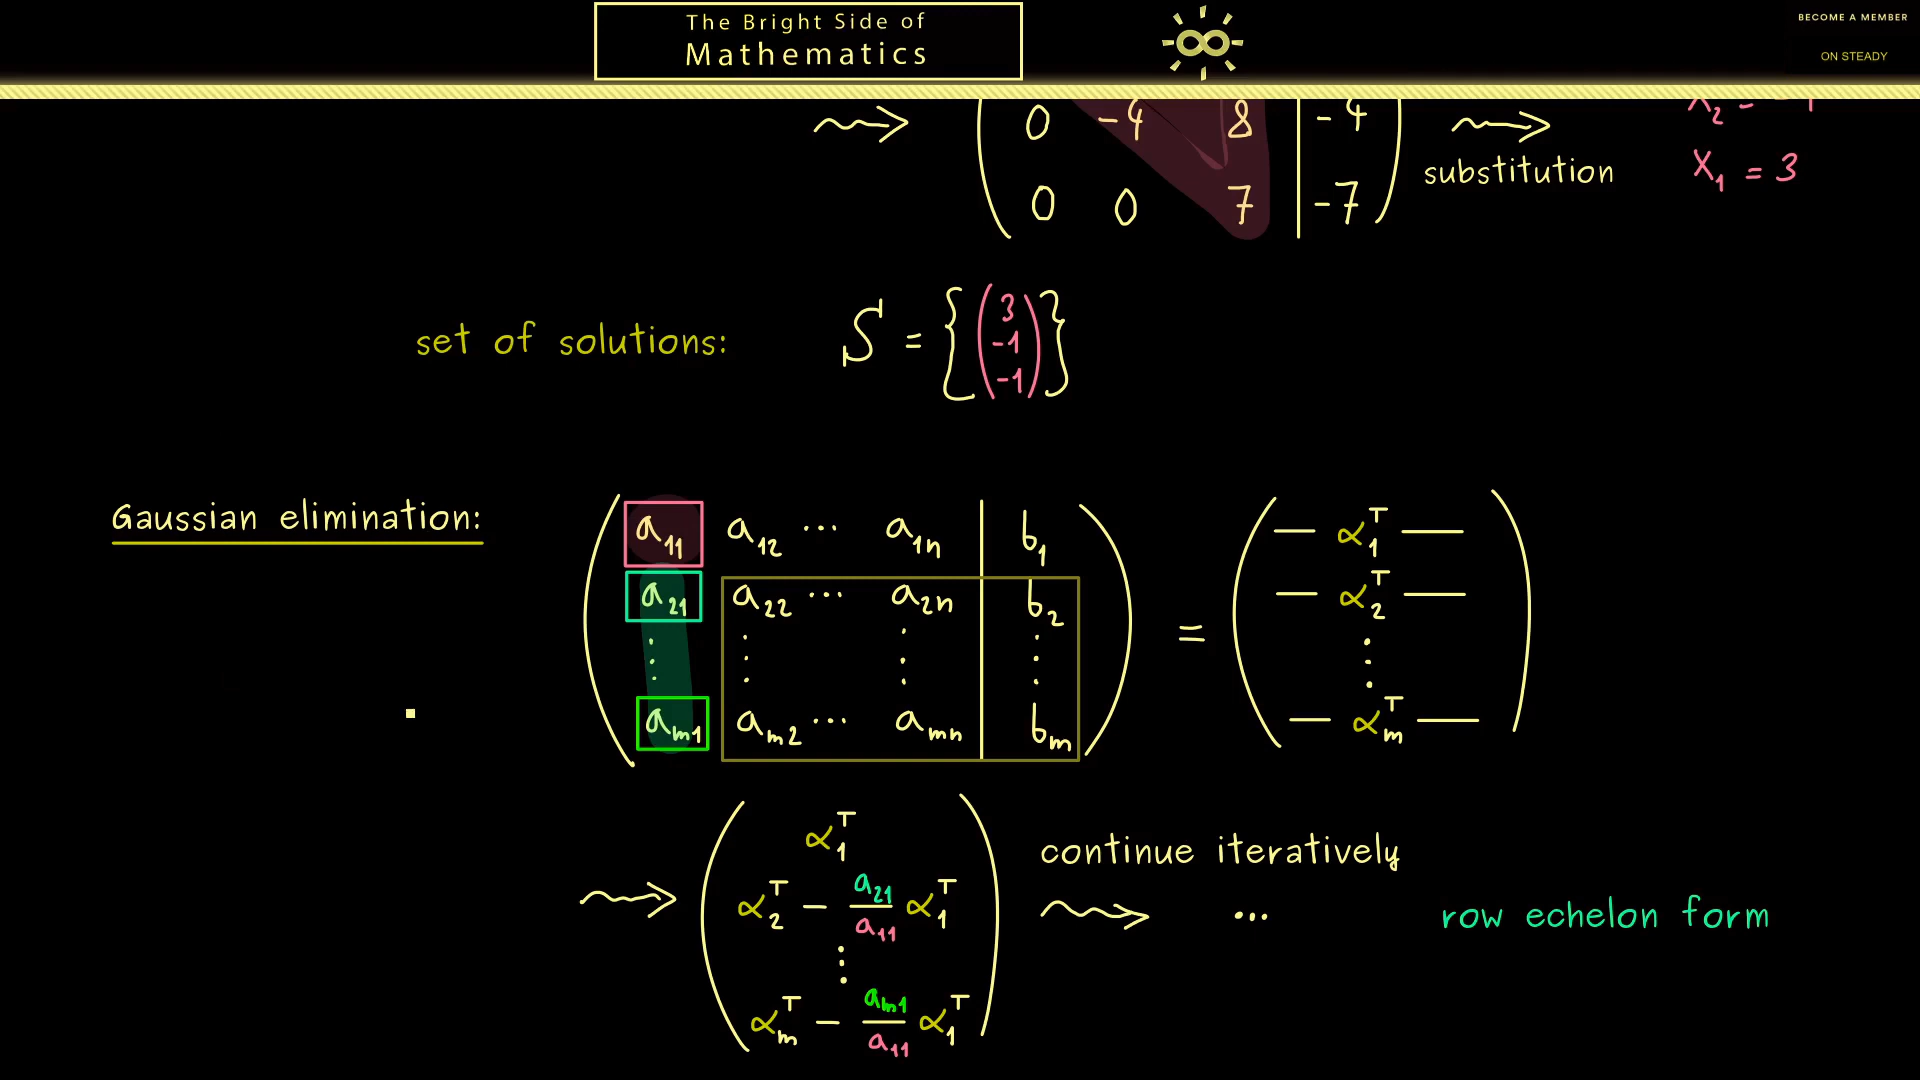 The Bright Side of
Mathematics
BECOME A MEMBER
ON STEADY
0 -4 8 | -4
0 0 7 | -7
substitution
X₁ = 3
set of solutions: S = { ( 3 -1 -1 ) }
Gaussian elimination:
a₁₁ a₁₂ ⋯ a₁ₙ | b₁
a₂₁ a₂₂ ⋯ a₂ₙ | b₂
⋮ ⋮ ⋮ ⋮
aₘ₁ aₘ₂ ⋯ aₘₙ | bₘ
=
— α₁ᵀ —
— α₂ᵀ —
⋮
— αₘᵀ —
α₁ᵀ
α₂ᵀ – a₂₁/a₁₁ α₁ᵀ
⋮
αₘᵀ – aₘ₁/a₁₁ α₁ᵀ
continue iteratively
⋯
row echelon form